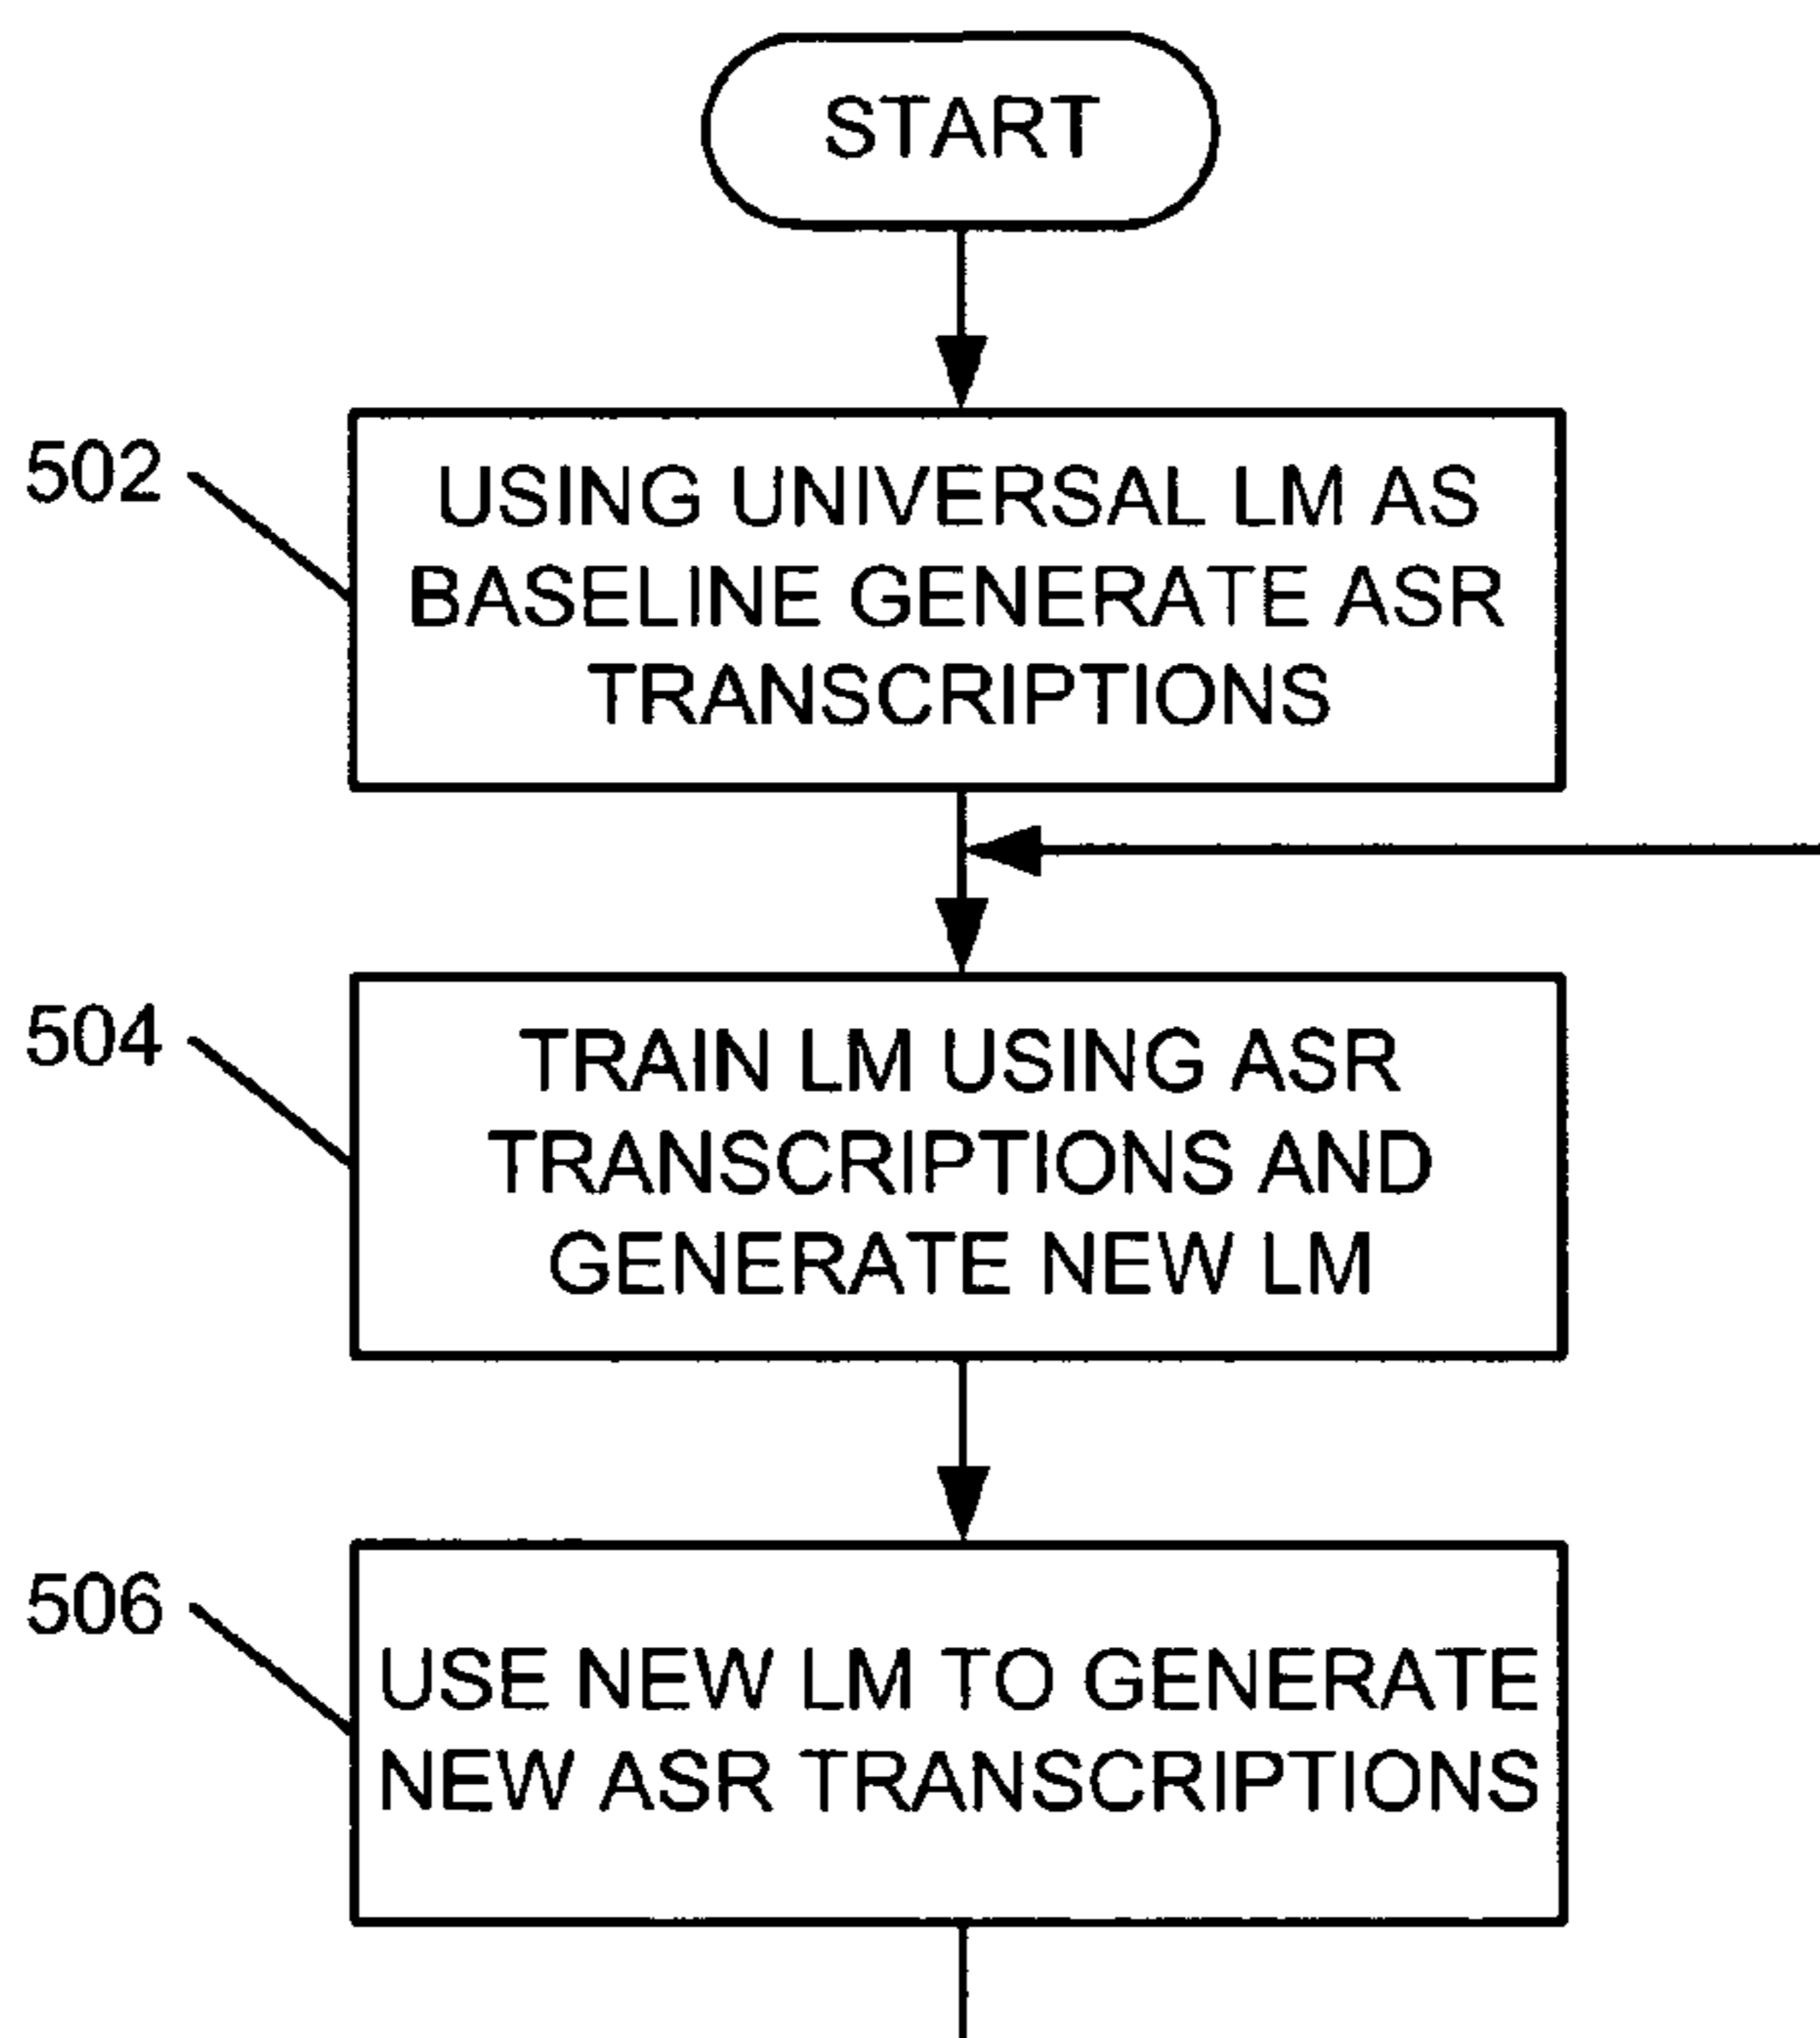 START
502
USING UNIVERSAL LM AS
BASELINE GENERATE ASR
TRANSCRIPTIONS
504
TRAIN LM USING ASR
TRANSCRIPTIONS AND
GENERATE NEW LM
506
USE NEW LM TO GENERATE
NEW ASR TRANSCRIPTIONS